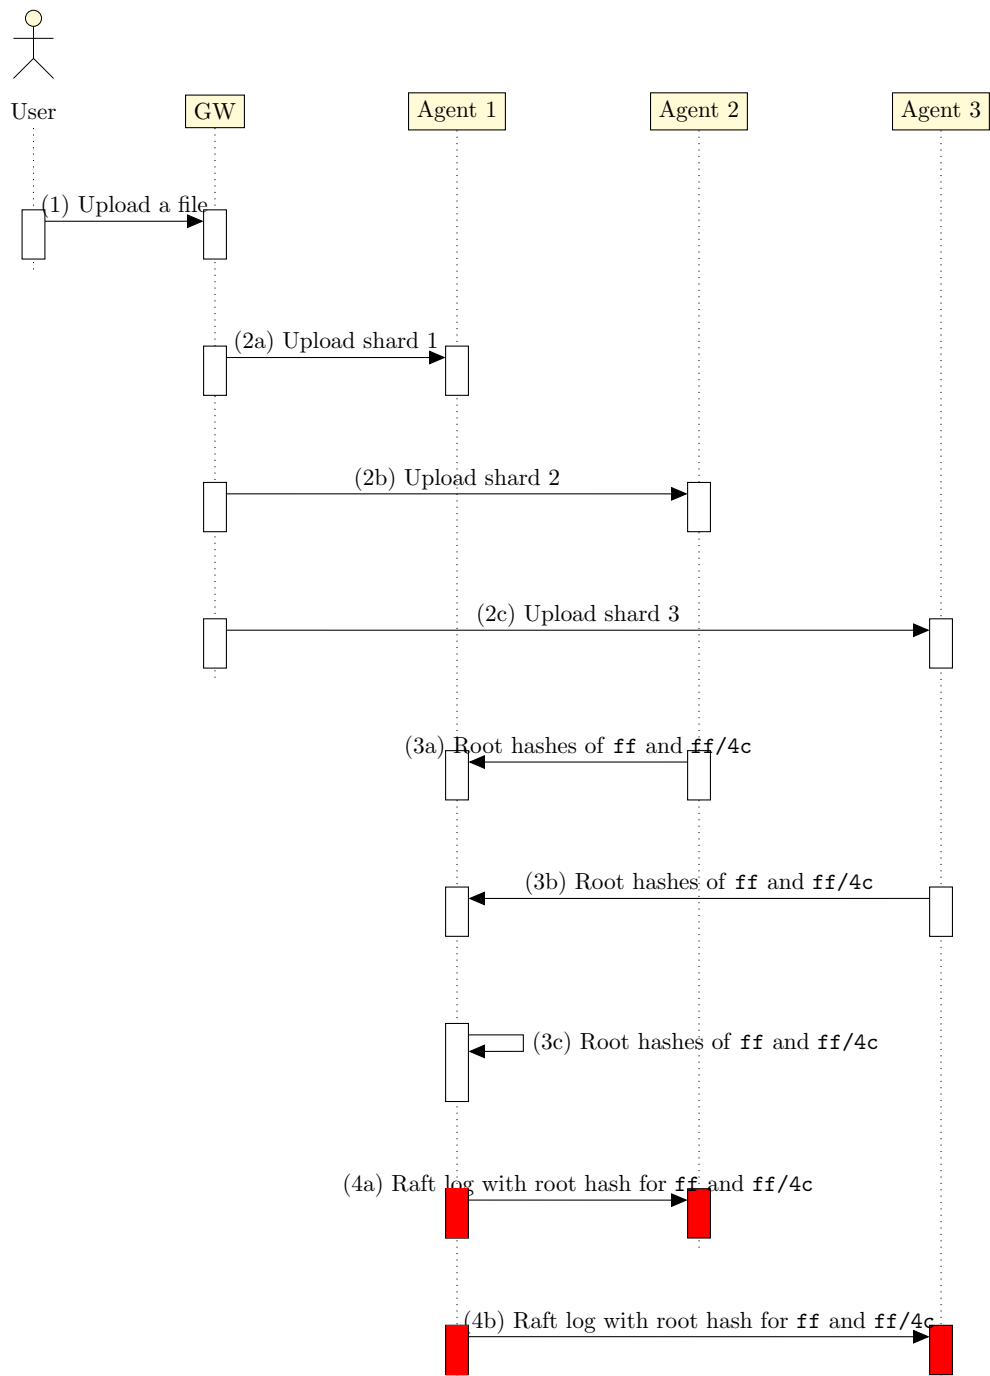 User
GW
Agent 1
Agent 2
Agent 3
(1) Upload a file
(2a) Upload shard 1
(2b) Upload shard 2
(2c) Upload shard 3
(3a) Root hashes of ff and ff/4c
(3b) Root hashes of ff and ff/4c
(3c) Root hashes of ff and ff/4c
(4a) Raft log with root hash for ff and ff/4c
(4b) Raft log with root hash for ff and ff/4c